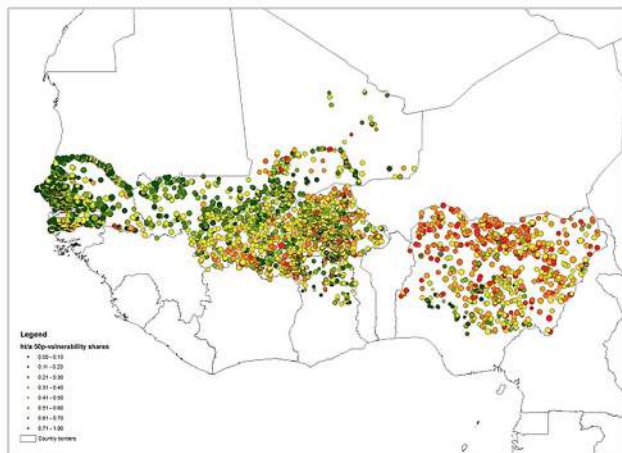 Legend
ht/a 50p-vulnerability shares
0.00 - 0.10
0.11 - 0.20
0.21 - 0.30
0.31 - 0.40
0.41 - 0.50
0.51 - 0.60
0.61 - 0.70
0.71 - 1.00
Country borders